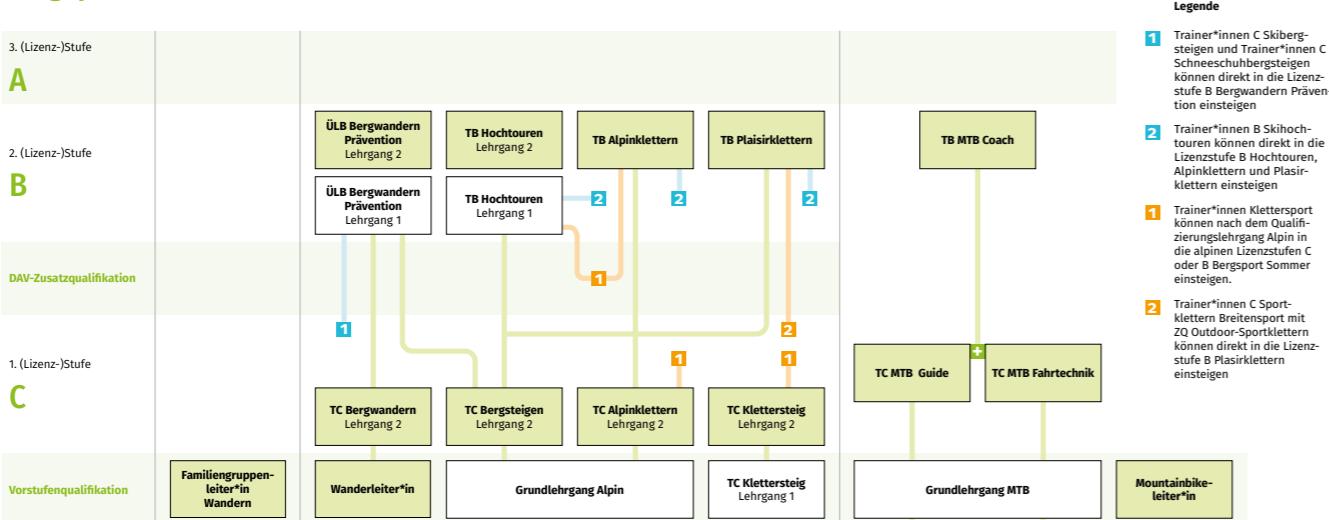 Legende
3. (Lizenz-)Stufe
A
2. (Lizenz-)Stufe
B
ÜLB Bergwandern
Prävention
Lehrgang 2
TB Hochtouren
Lehrgang 2
TB Alpinklettern
TB Plaisirklettern
TB MTB Coach
ÜLB Bergwandern
Prävention
Lehrgang 1
TB Hochtouren
Lehrgang 1
2
2
2
DAV-Zusatzqualifikation
1
1
2
1. (Lizenz-)Stufe
C
1
1
+
TC MTB Guide
TC MTB Fahrtechnik
TC Bergwandern
Lehrgang 2
TC Bergsteigen
Lehrgang 2
TC Alpinklettern
Lehrgang 2
TC Klettersteig
Lehrgang 2
Vorstufenqualifikation
Familiengruppen-
leiter*in
Wandern
Wanderleiter*in
Grundlehrgang Alpin
TC Klettersteig
Lehrgang 1
Grundlehrgang MTB
Mountainbike-
leiter*in
1
Trainer*innen C Skiberg-
steigen und Trainer*innen C
Schneeschuhbergsteigen
können direkt in die Lizenz-
stufe B Bergwandern Präven-
tion einsteigen
2
Trainer*innen B Skihoch-
touren können direkt in die
Lizenzstufe B Hochtouren,
Alpinklettern und Plasir-
klettern einsteigen
1
Trainer*innen Klettersport
können nach dem Qualifi-
zierungslehrgang Alpin in
die alpinen Lizenzstufen C
oder B Bergsport Sommer
einsteigen.
2
Trainer*innen C Sport-
klettern Breitensport mit
ZQ Outdoor-Sportklettern
können direkt in die Lizenz-
stufe B Plasirklettern
einsteigen